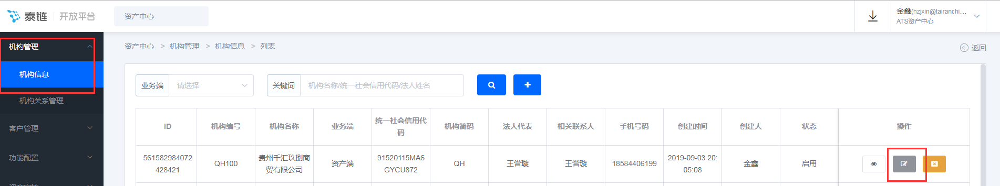 泰链 开放平台
资产中心
金鑫(hzjxin@tairanchi...
ATS资产中心
机构管理
机构信息
机构关系管理
客户管理
功能配置
资产中心 > 机构管理 > 机构信息 > 列表
返回
业务端 请选择
关键词 机构名称/统一社会信用代码/法人姓名
ID 机构编号 机构名称 业务端 统一社会信用代 机构简码 法人代表 相关联系人 手机号码 创建时间 创建人 状态 操作
码
561582984072 QH100 贵州千汇玖捌商 资产端 91520115MA6 QH 王誉璇 王誉璇 18584406199 2019-09-03 20: 金鑫 启用
428421 贸有限公司 GYCU872 05:08